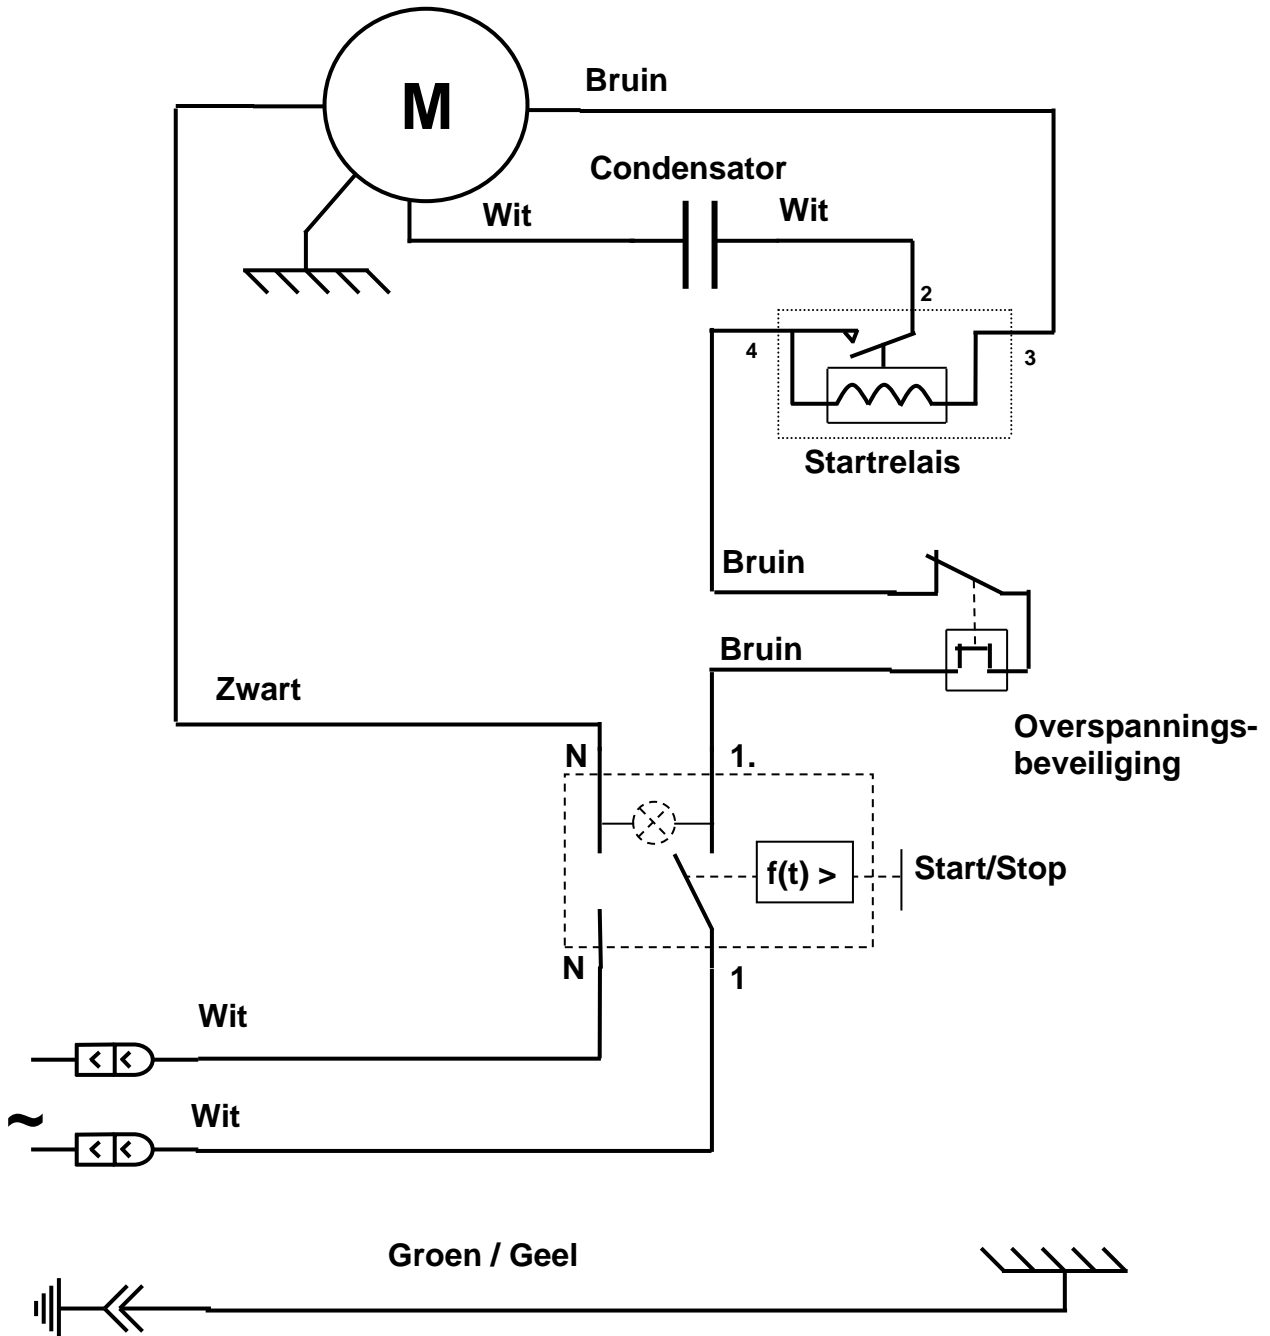 M
Bruin
Condensator
Wit
Wit
2
4
3
Startrelais
Bruin
Bruin
Zwart
Overspannings-
beveiliging
N
1.
f(t) >
Start/Stop
N
1
Wit
~
Wit
Groen / Geel